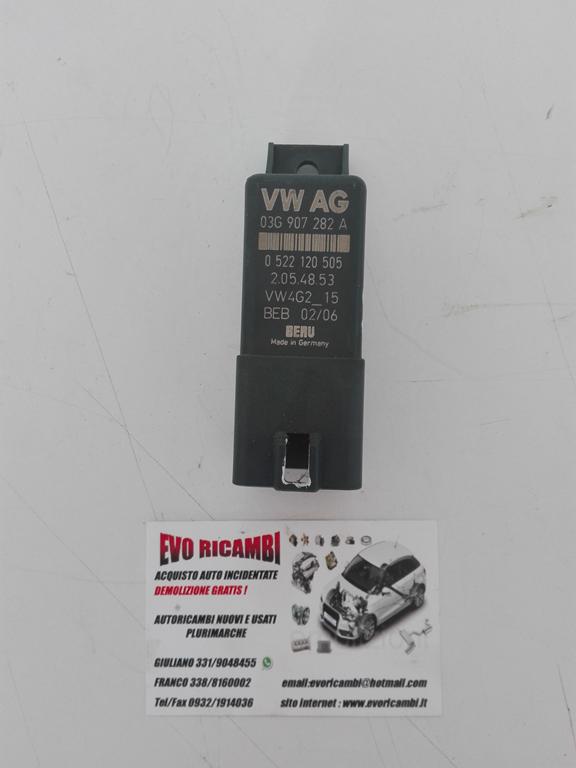 VW AG
03G 907 282 A
0 522 120 505
2.05.48.53
VW4G2_15
BEB 02/06
BERU
Made in Germany
EVO RICAMBI
ACQUISTO AUTO INCIDENTATE
DEMOLIZIONE GRATIS !
AUTORICAMBI NUOVI E USATI
PLURIMARCHE
GIULIANO 331/9048455
FRANCO 338/8160002
Tel/Fax 0932/1914036
email:evoricambi@hotmail.com
sito internet : www.evoricambi.it